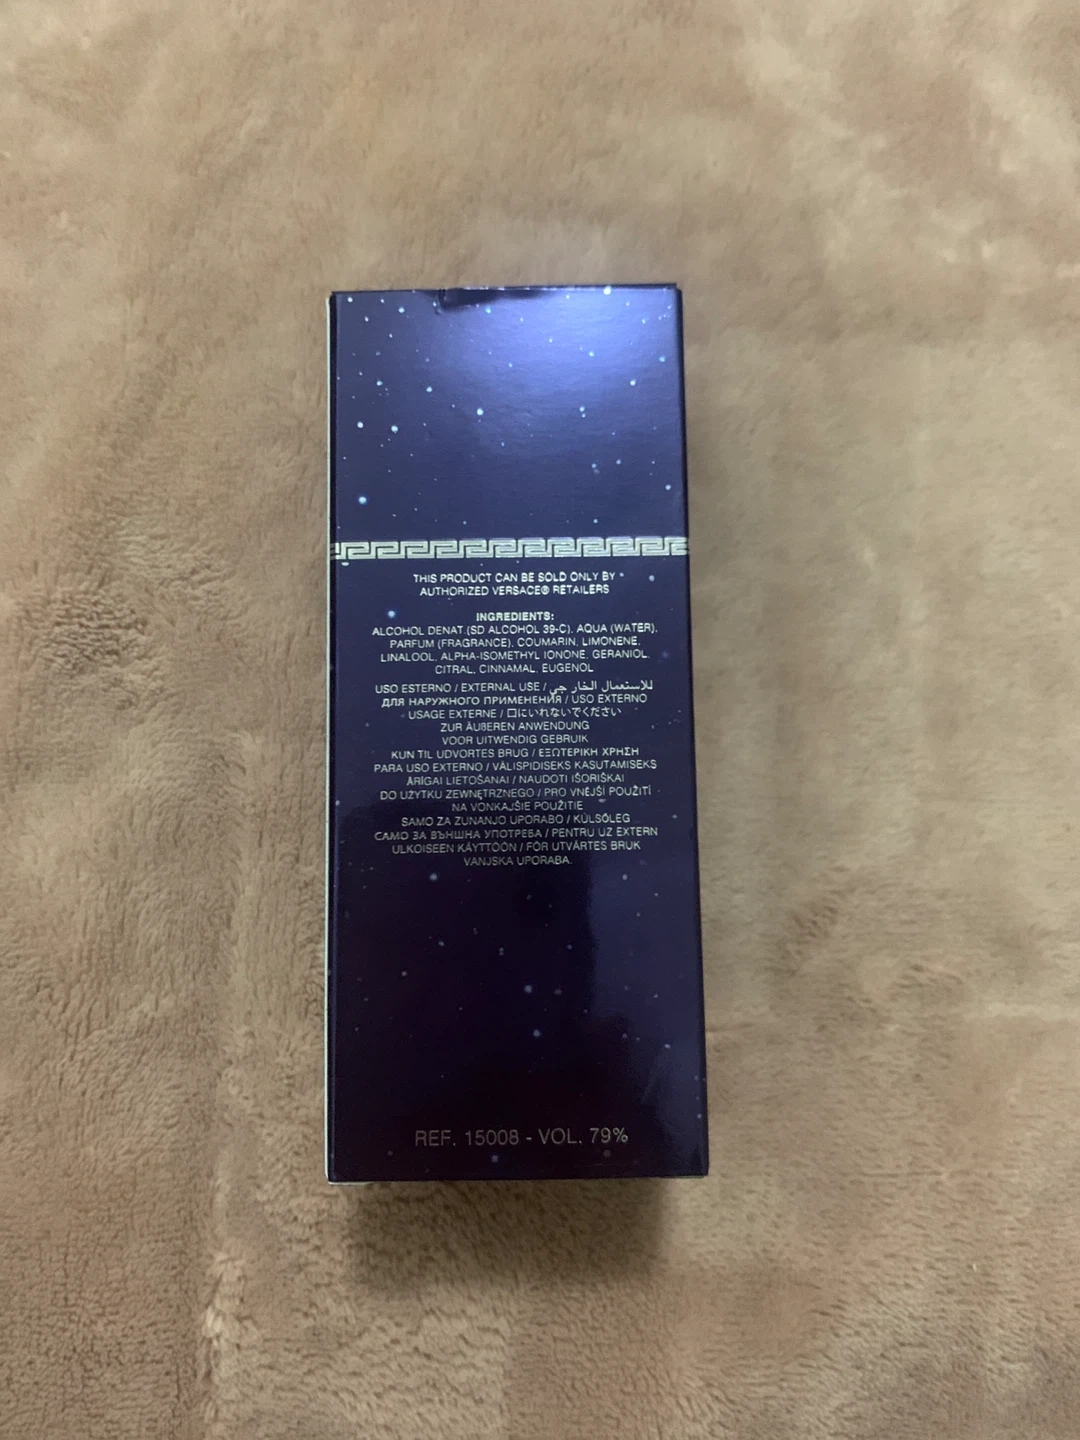 THIS PRODUCT CAN BE SOLD ONLY BY
AUTHORIZED VERSACE® RETAILERS
INGREDIENTS:
ALCOHOL DENAT.(SD ALCOHOL 39-C), AQUA (WATER),
PARFUM (FRAGRANCE), COUMARIN, LIMONENE,
LINALOOL, ALPHA-ISOMETHYL IONONE, GERANIOL,
CITRAL, CINNAMAL, EUGENOL
USO ESTERNO / EXTERNAL USE / للاستعمال الخارجي
ДЛЯ НАРУЖНОГО ПРИМЕНЕНИЯ / USO EXTERNO
USAGE EXTERNE / 口にいれないでください
ZUR ÄUßEREN ANWENDUNG
VOOR UITWENDIG GEBRUIK
KUN TIL UDVORTES BRUG / ΕΞΩΤΕΡΙΚΗ ΧΡΗΣΗ
PARA USO EXTERNO / VÄLISPIDISEKS KASUTAMISEKS
ĀRĪGAI LIETOŠANAI / NAUDOTI IŠORIŠKAI
DO UŻYTKU ZEWNĘTRZNEGO / PRO VNĚJŠÍ POUŽITÍ
NA VONKAJŠIE POUŽITIE
SAMO ZA ZUNANJO UPORABO / KÜLSŐLEG
САМО ЗА ВЪНШНА УПОТРЕБА / PENTRU UZ EXTERN
ULKOISEEN KÄYTTÖÖN / FÖR UTVÄRTES BRUK
VANJSKA UPORABA.
REF. 15008 - VOL. 79%